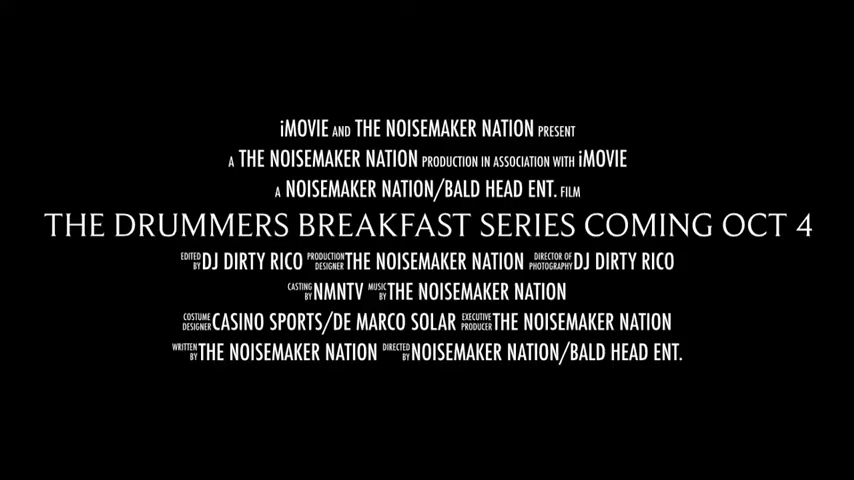 iMOVIE AND THE NOISEMAKER NATION PRESENT
A THE NOISEMAKER NATION PRODUCTION IN ASSOCIATION WITH iMOVIE
A NOISEMAKER NATION/BALD HEAD ENT. FILM
THE DRUMMERS BREAKFAST SERIES COMING OCT 4
EDITED BY DJ DIRTY RICO PRODUCTION DESIGNER THE NOISEMAKER NATION DIRECTOR OF PHOTOGRAPHY DJ DIRTY RICO
CASTING BY NMNTV MUSIC BY THE NOISEMAKER NATION
COSTUME DESIGNER CASINO SPORTS/DE MARCO SOLAR EXECUTIVE PRODUCER THE NOISEMAKER NATION
WRITTEN BY THE NOISEMAKER NATION DIRECTED BY NOISEMAKER NATION/BALD HEAD ENT.